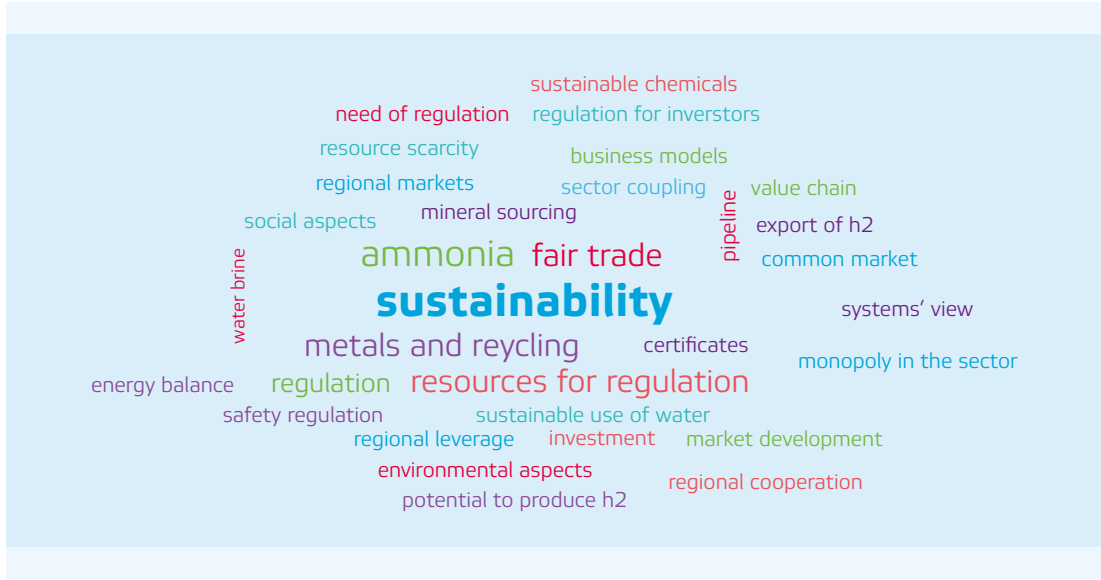 sustainable chemicals
need of regulation
regulation for inverstors
resource scarcity
business models
regional markets
sector coupling
value chain
social aspects
mineral sourcing
pipeline
export of h2
water brine
ammonia
fair trade
common market
sustainability
systems’ view
metals and reycling
certificates
monopoly in the sector
energy balance
regulation
resources for regulation
safety regulation
sustainable use of water
regional leverage
investment
market development
environmental aspects
regional cooperation
potential to produce h2